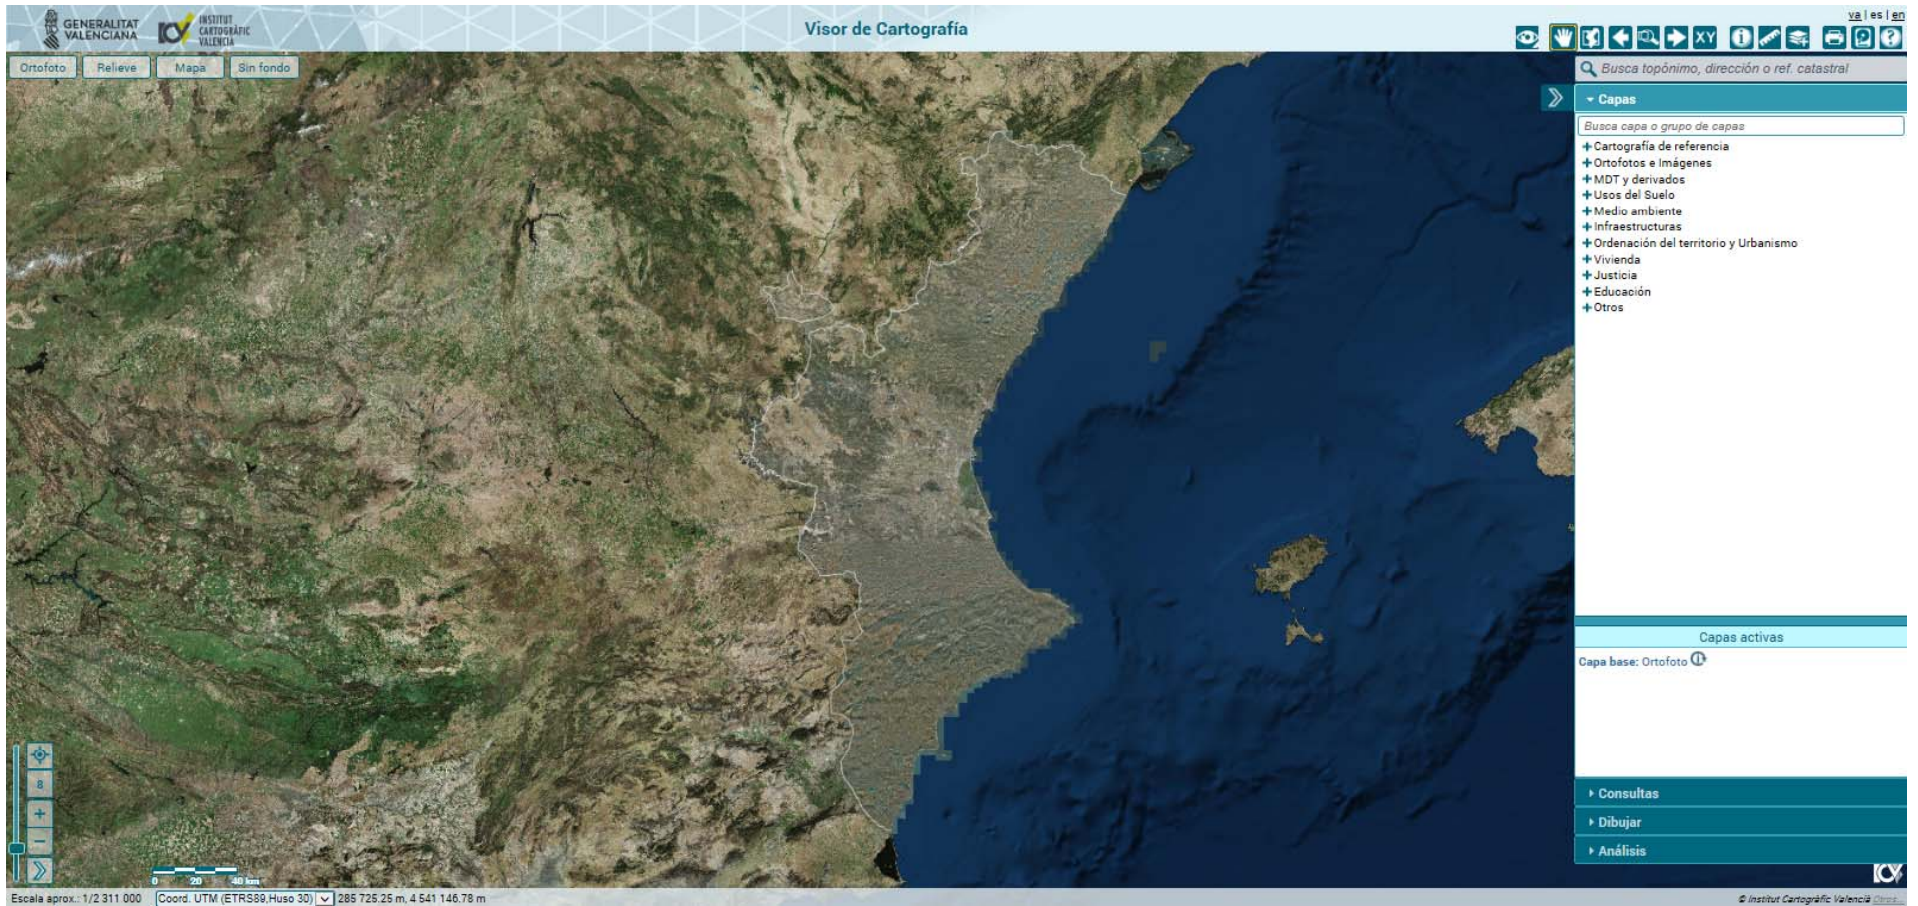 GENERALITAT
VALENCIANA
ICV
INSTITUT
CARTOGRÀFIC
VALENCIÀ
Visor de Cartografía
va | es | en
XY
Ortofoto
Relieve
Mapa
Sin fondo
Busca topónimo, dirección o ref. catastral
Capas
Busca capa o grupo de capas
Cartografía de referencia
Ortofotos e Imágenes
MDT y derivados
Usos del Suelo
Medio ambiente
Infraestructuras
Ordenación del territorio y Urbanismo
Vivienda
Justicia
Educación
Otros
Capas activas
Capa base: Ortofoto
Consultas
Dibujar
Análisis
8
0 20 40 km
ICV
Escala aprox.: 1/2 311 000 Coord. UTM (ETRS89,Huso 30) 285 725.25 m, 4 541 146.78 m
© Institut Cartogràfic Valencià Otros...